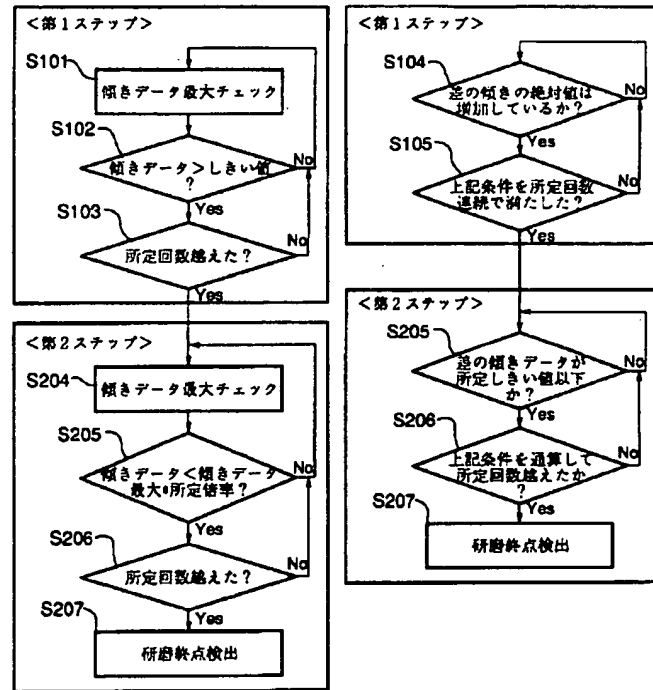 <第1ステップ>
S101
傾きデータ最大チェック
S102
傾きデータ>しきい値
?
No
Yes
S103
所定回数越えた?
No
Yes
<第2ステップ>
S204
傾きデータ最大チェック
S205
傾きデータ<傾きデータ
最大*所定倍率?
No
Yes
S206
所定回数越えた?
No
Yes
S207
研磨終点検出
<第1ステップ>
S104
差の傾きの絶対値は
増加しているか?
No
Yes
S105
上記条件を所定回数
連続で満たした?
No
Yes
<第2ステップ>
S205
差の傾きデータが
所定しきい値以下
か?
No
Yes
S206
上記条件を通算して
所定回数越えたか
?
No
Yes
S207
研磨終点検出